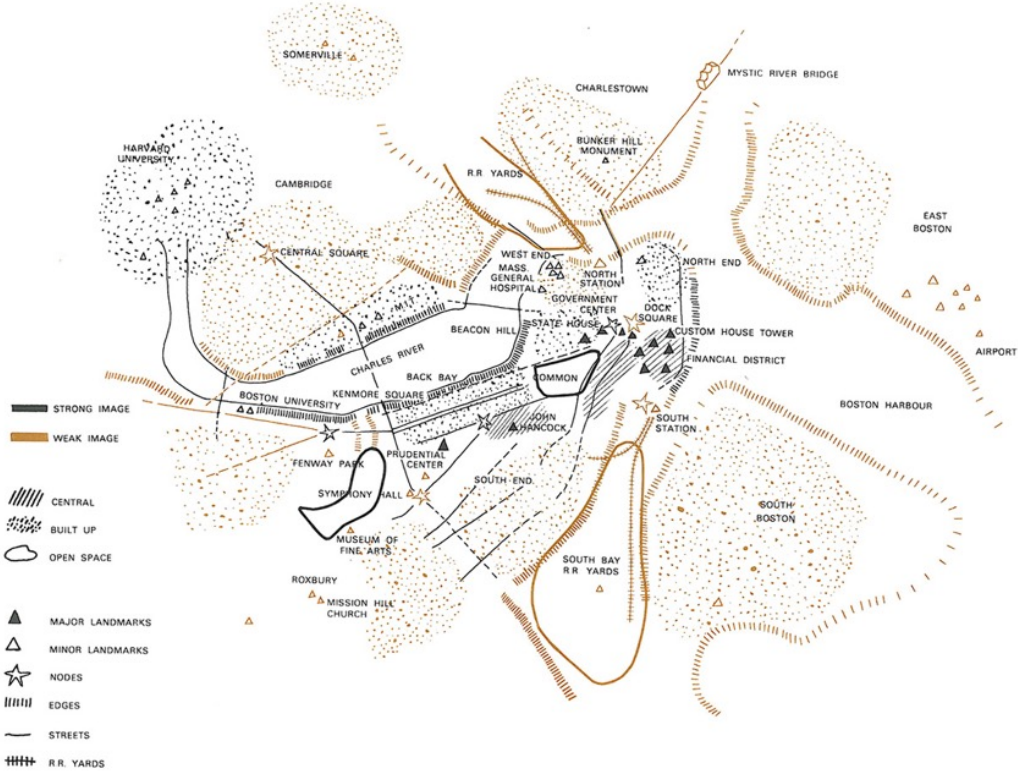 SOMERVILLE
MYSTIC RIVER BRIDGE
CHARLESTOWN
HARVARD
UNIVERSITY
BUNKER HILL
MONUMENT
R.R. YARDS
CAMBRIDGE
EAST
BOSTON
CENTRAL SQUARE
WEST END
MASS.
GENERAL
HOSPITAL
NORTH
STATION
NORTH END
GOVERNMENT
CENTER
DOCK
SQUARE
M I T
BEACON HILL
STATE HOUSE
CUSTOM HOUSE TOWER
FINANCIAL DISTRICT
AIRPORT
CHARLES RIVER
BACK BAY
COMMON
BOSTON UNIVERSITY
KENMORE SQUARE
BOSTON HARBOUR
STRONG IMAGE
WEAK IMAGE
JOHN
HANCOCK
SOUTH
STATION
FENWAY PARK
PRUDENTIAL
CENTER
SOUTH END
SYMPHONY HALL
CENTRAL
BUILT UP
OPEN SPACE
SOUTH
BOSTON
MUSEUM OF
FINE ARTS
SOUTH BAY
R.R YARDS
ROXBURY
MISSION HILL
CHURCH
MAJOR LANDMARKS
MINOR LANDMARKS
NODES
EDGES
STREETS
R.R. YARDS